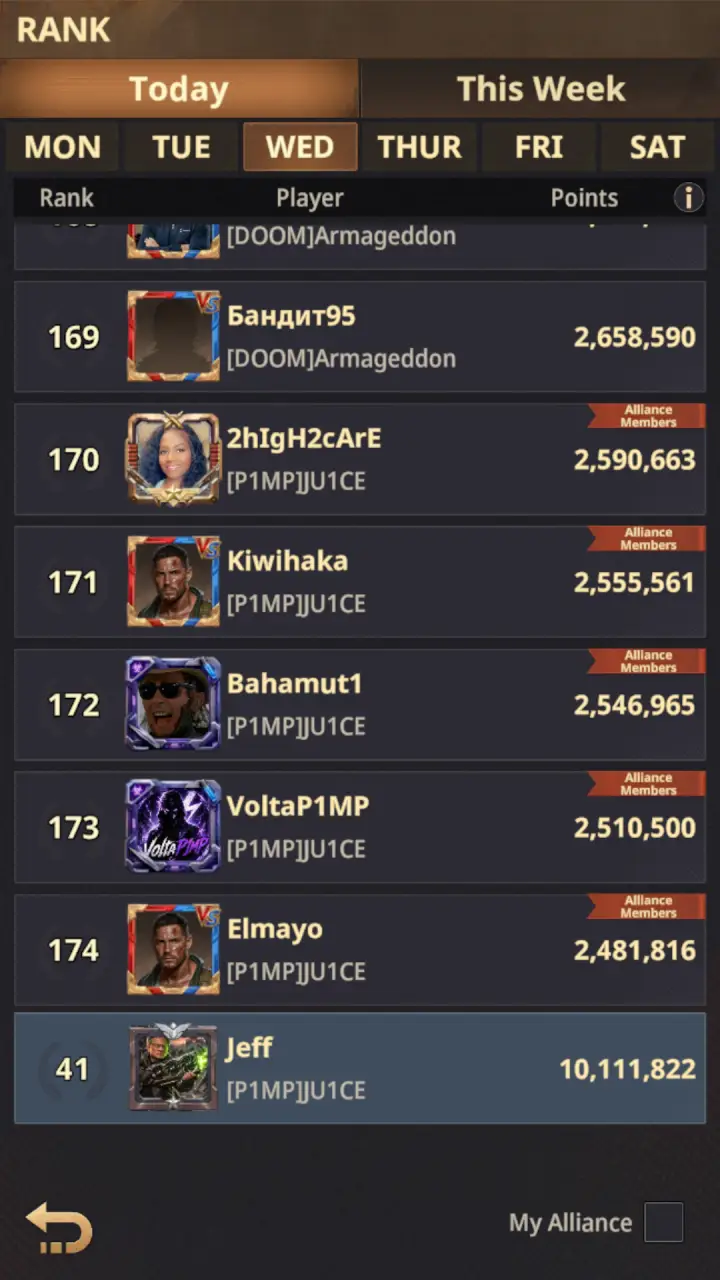 RANK
Today
This Week
MON TUE WED THUR FRI SAT
Rank Player Points i
[DOOM]Armageddon
169 Бандит95 2,658,590
[DOOM]Armageddon
VS
Alliance Members
170 2hIgH2cArE 2,590,663
[P1MP]JU1CE
Alliance Members
VS
171 Kiwihaka 2,555,561
[P1MP]JU1CE
Alliance Members
172 Bahamut1 2,546,965
[P1MP]JU1CE
Alliance Members
173 VoltaP1MP 2,510,500
VoltaP1MP
[P1MP]JU1CE
Alliance Members
VS
174 Elmayo 2,481,816
[P1MP]JU1CE
41 Jeff 10,111,822
[P1MP]JU1CE
My Alliance